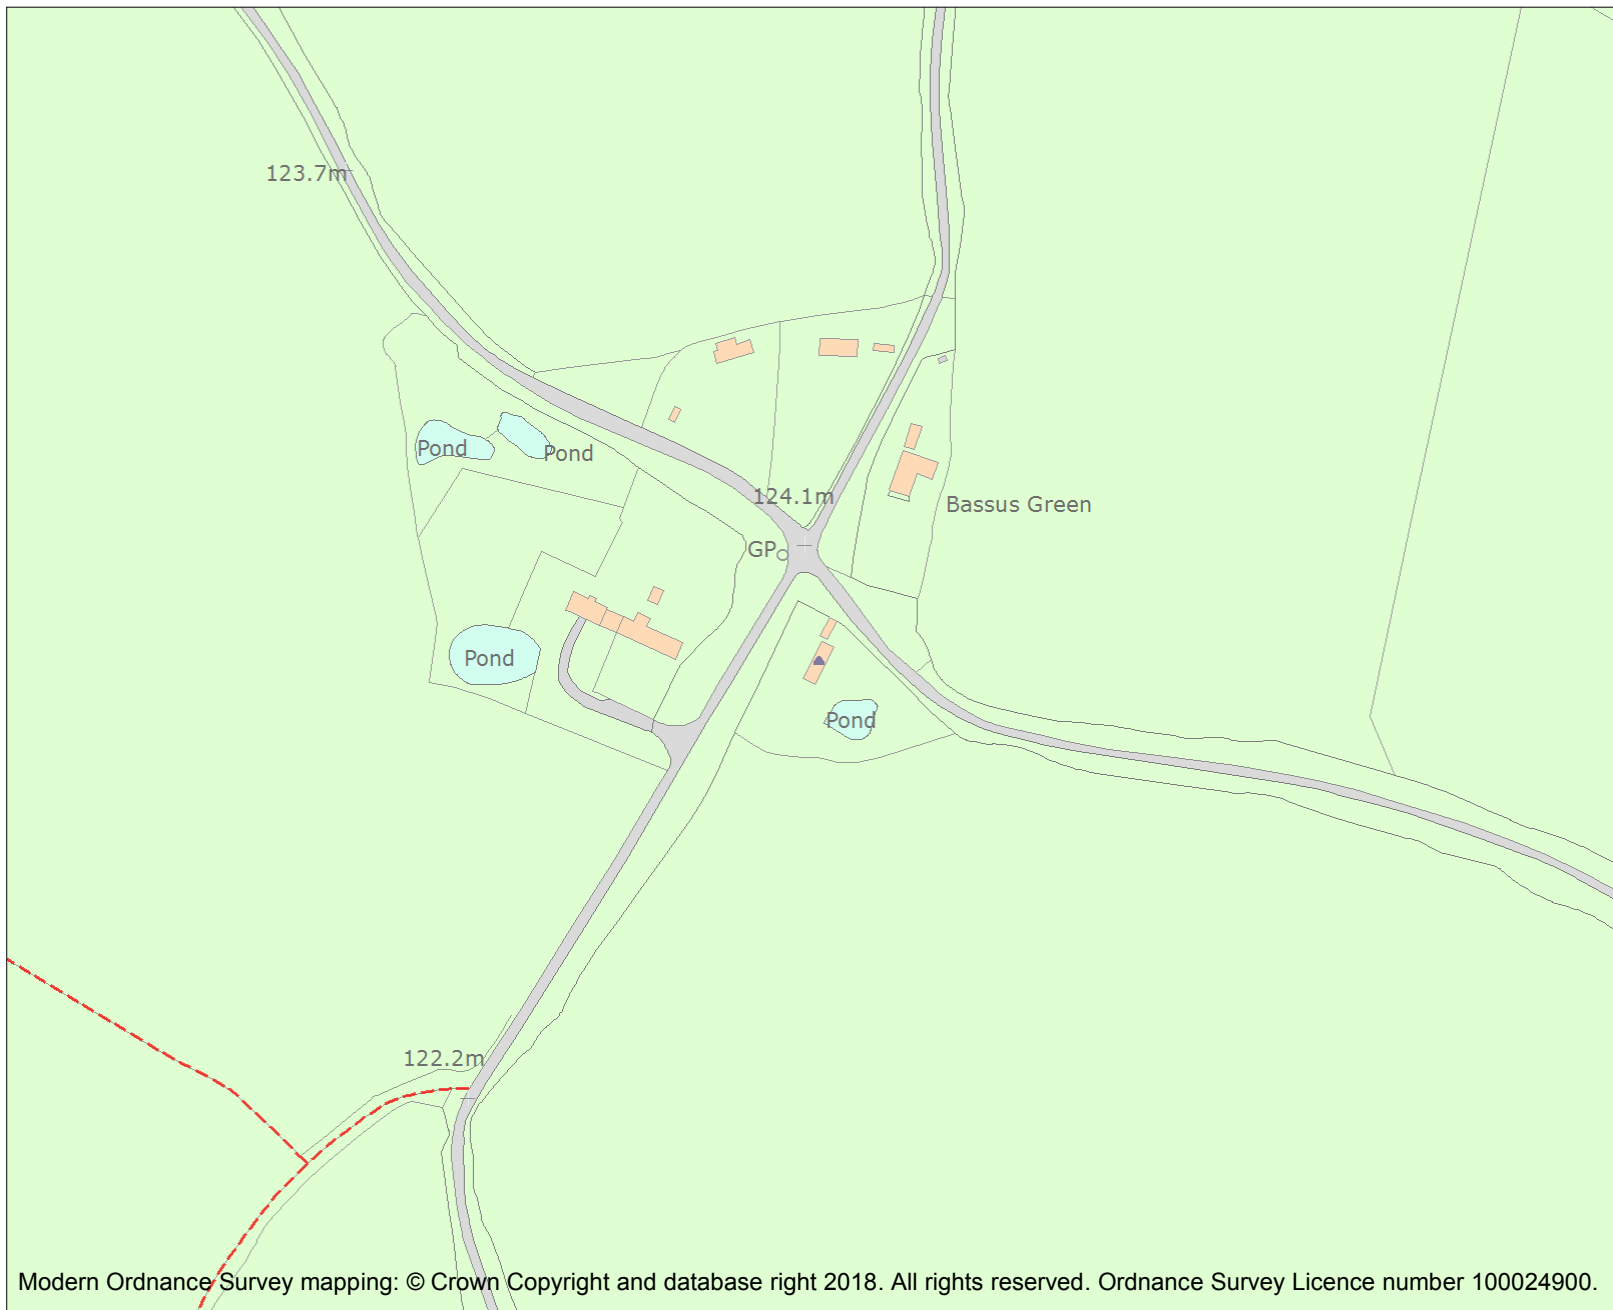 123.7m
Pond
Pond
124.1m
Bassus Green
GP
Pond
Pond
122.2m
Modern Ordnance Survey mapping: © Crown Copyright and database right 2018. All rights reserved. Ordnance Survey Licence number 100024900.